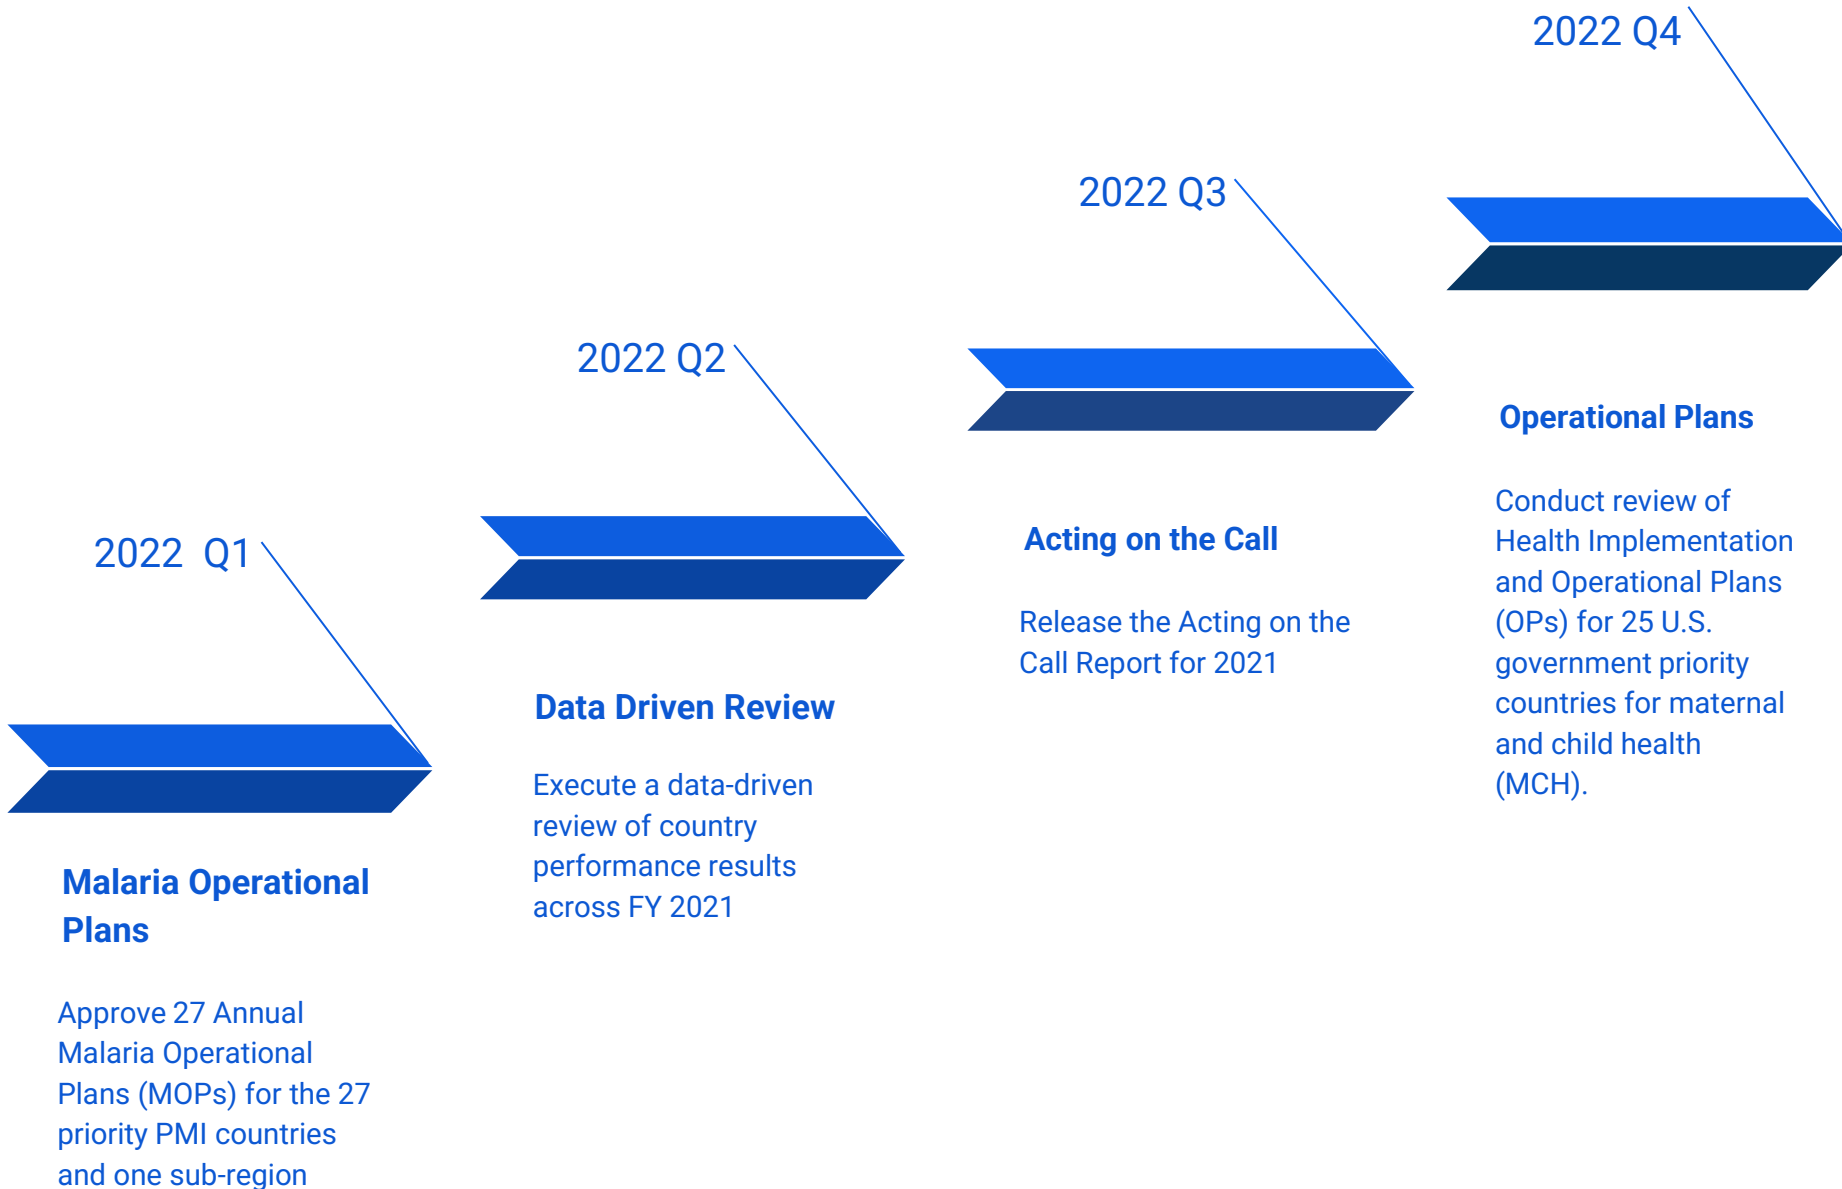 2022 Q1
Malaria Operational
Plans
Approve 27 Annual
Malaria Operational
Plans (MOPs) for the 27
priority PMI countries
and one sub-region
2022 Q2
Data Driven Review
Execute a data-driven
review of country
performance results
across FY 2021
2022 Q3
Acting on the Call
Release the Acting on the
Call Report for 2021
2022 Q4
Operational Plans
Conduct review of
Health Implementation
and Operational Plans
(OPs) for 25 U.S.
government priority
countries for maternal
and child health
(MCH).